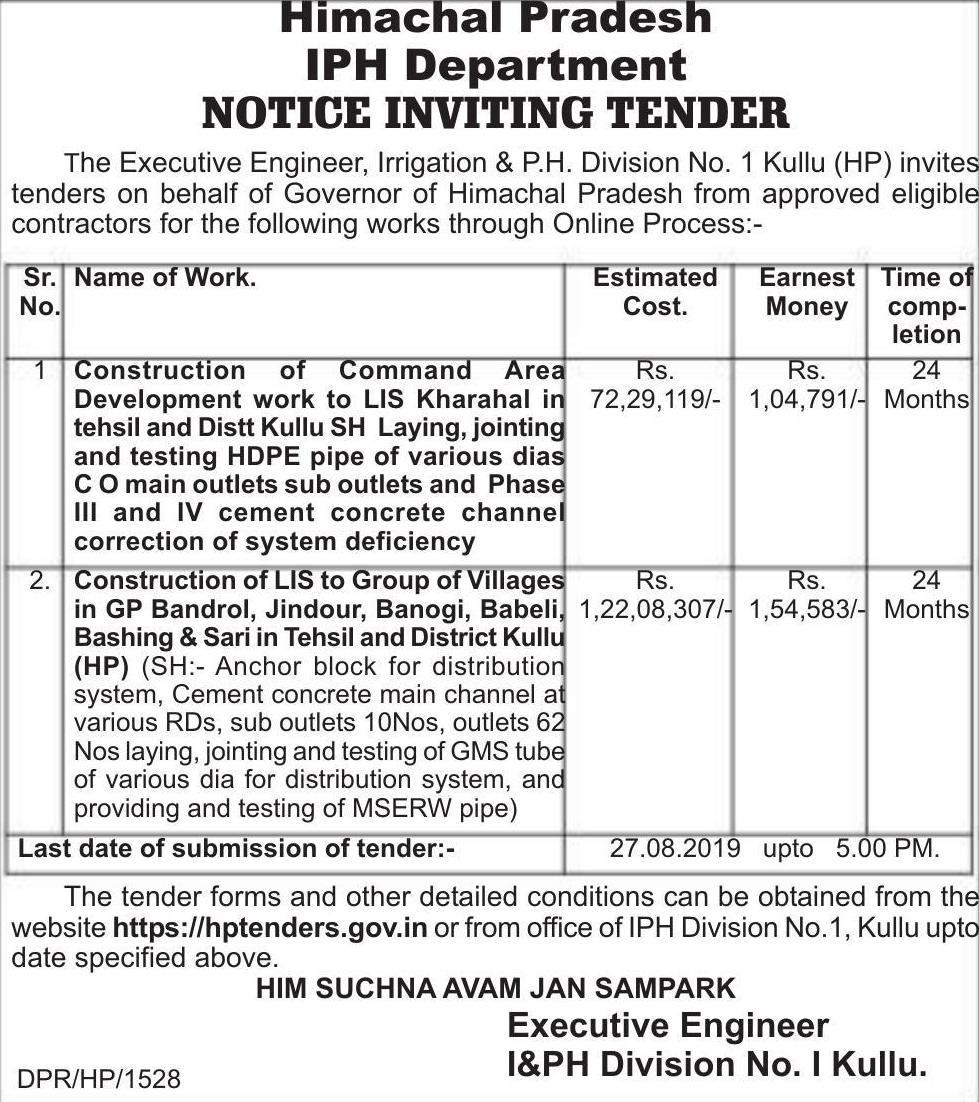 Himachal Pradesh
IPH Department
NOTICE INVITING TENDER
The Executive Engineer, Irrigation & P.H. Division No. 1 Kullu (HP) invites
tenders on behalf of Governor of Himachal Pradesh from approved eligible
contractors for the following works through Online Process:-
Sr. No. Name of Work. Estimated Cost. Earnest Money Time of comp-letion
1 Construction of Command Area Rs. Rs. 24
Development work to LIS Kharahal in 72,29,119/- 1,04,791/- Months
tehsil and Distt Kullu SH Laying, jointing
and testing HDPE pipe of various dias
C O main outlets sub outlets and Phase
III and IV cement concrete channel
correction of system deficiency
2. Construction of LIS to Group of Villages Rs. Rs. 24
in GP Bandrol, Jindour, Banogi, Babeli, 1,22,08,307/- 1,54,583/- Months
Bashing & Sari in Tehsil and District Kullu
(HP) (SH:- Anchor block for distribution
system, Cement concrete main channel at
various RDs, sub outlets 10Nos, outlets 62
Nos laying, jointing and testing of GMS tube
of various dia for distribution system, and
providing and testing of MSERW pipe)
Last date of submission of tender:- 27.08.2019 upto 5.00 PM.
The tender forms and other detailed conditions can be obtained from the
website https://hptenders.gov.in or from office of IPH Division No.1, Kullu upto
date specified above.
HIM SUCHNA AVAM JAN SAMPARK
Executive Engineer
I&PH Division No. I Kullu.
DPR/HP/1528